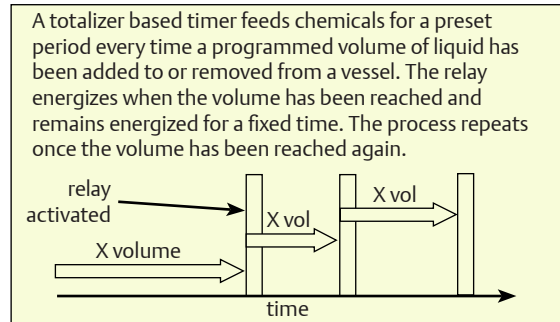 A totalizer based timer feeds chemicals for a preset
period every time a programmed volume of liquid has
been added to or removed from a vessel. The relay
energizes when the volume has been reached and
remains energized for a fixed time. The process repeats
once the volume has been reached again.
relay
activated
X vol
X vol
X volume
time